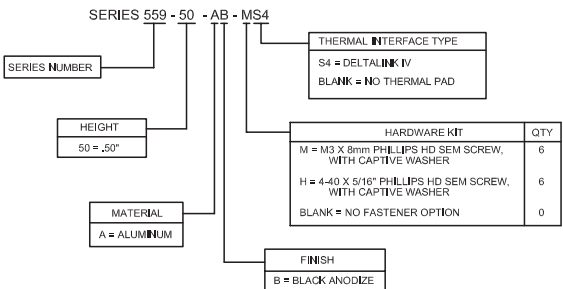 SERIES 559 - 50 - AB - MS4
THERMAL INTERFACE TYPE
S4 = DELTALINK IV
BLANK = NO THERMAL PAD
SERIES NUMBER
HEIGHT
50 = .50"
HARDWARE KIT QTY
M = M3 X 8mm PHILLIPS HD SEM SCREW, 6
WITH CAPTIVE WASHER
H = 4-40 X 5/16" PHILLIPS HD SEM SCREW, 6
WITH CAPTIVE WASHER
BLANK = NO FASTENER OPTION 0
MATERIAL
A = ALUMINUM
FINISH
B = BLACK ANODIZE